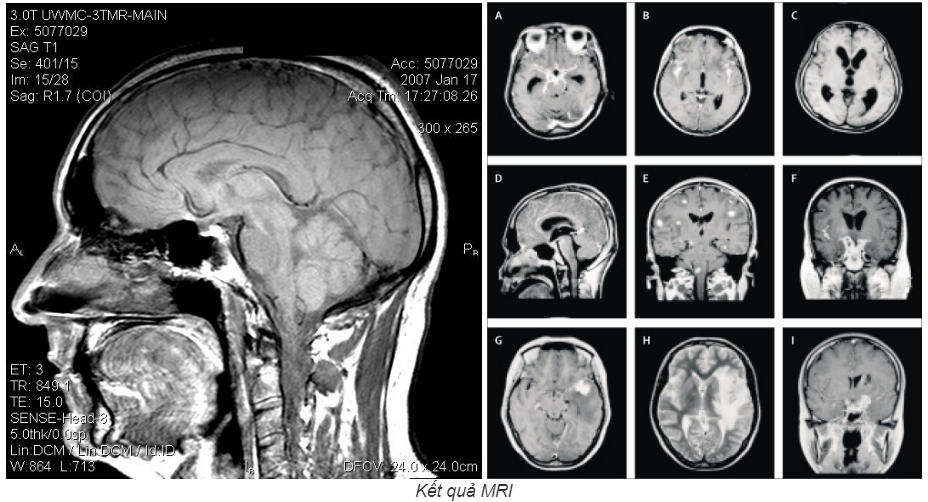 3.0T UWMC-3TMR-MAIN
Ex: 5077029
SAG T1
Se: 401/15
Im: 15/28
Sag: R1.7 (COI)
Acc: 5077029
2007 Jan 17
Acq Tm: 17:27:08.26
300 x 265
A
P
R
ET: 3
TR: 849.1
TE: 15.0
SENSE-Head-8
5.0thk/0.0sp
Lin:DCM / Lin:DCM / Id:ID
W:864 L:713
DFOV: 24.0 x 24.0cm
A
B
C
D
E
F
G
H
I
Kết quả MRI